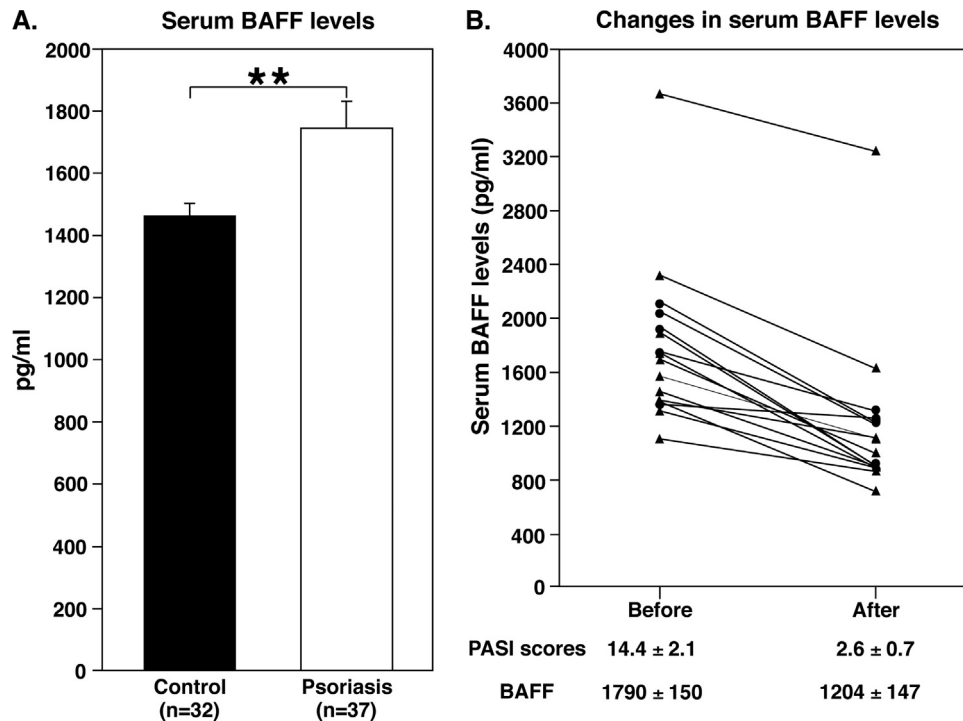 A. Serum BAFF levels
2000
1800
1600
1400
1200
1000
800
600
400
200
0
pg/ml
**
Control
(n=32)
Psoriasis
(n=37)
B. Changes in serum BAFF levels
4000
3600
3200
2800
2400
2000
1600
1200
800
400
0
Serum BAFF levels (pg/ml)
Before After
PASI scores 14.4 ± 2.1 2.6 ± 0.7
BAFF 1790 ± 150 1204 ± 147